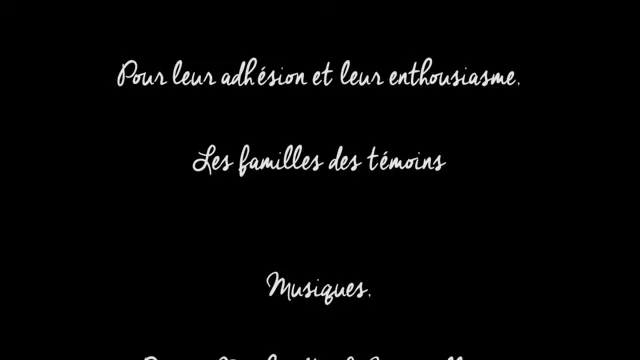 Pour leur adhésion et leur enthousiasme,
Les familles des témoins
Musiques,